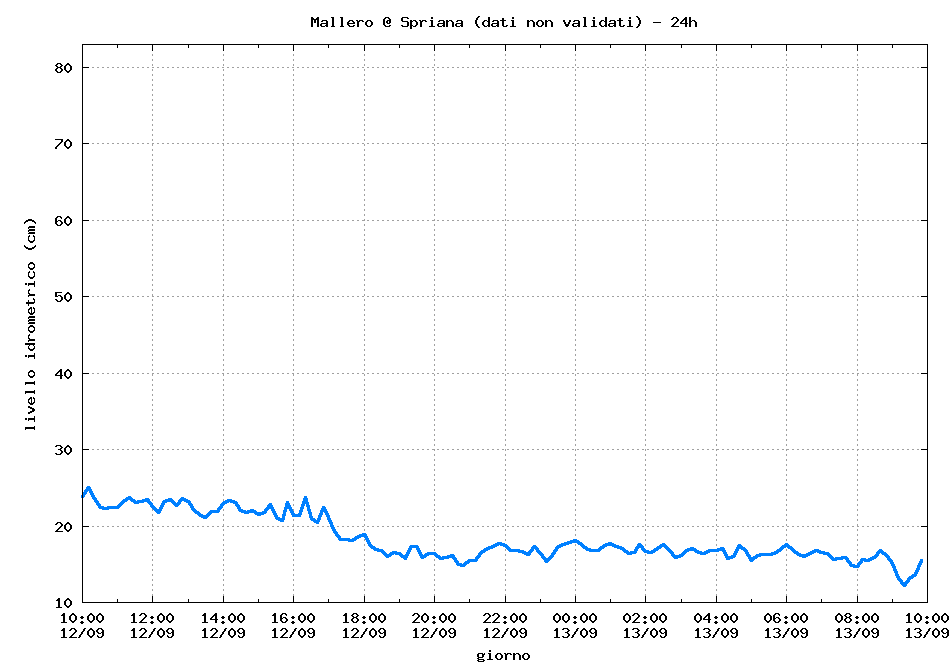 Mallero @ Spriana (dati non validati) - 24h
livello idrometrico (cm)
80
70
60
50
40
30
20
10
10:00 12:00 14:00 16:00 18:00 20:00 22:00 00:00 02:00 04:00 06:00 08:00 10:00
12/09 12/09 12/09 12/09 12/09 12/09 12/09 13/09 13/09 13/09 13/09 13/09 13/09
giorno